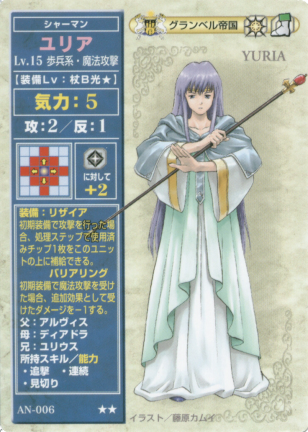 シャーマン
ユリア
Lv.15 歩兵系・魔法攻撃
【装備Lv：杖B光★】
気力：5
攻：2／反：1
に対して
+2
装備：リザイア
初期装備で攻撃を行った場
合、処理ステップで使用済
みチップ1枚をこのユニッ
トの上に補給できる。
バリアリング
初期装備で魔法攻撃を受け
た場合、追加効果として受
けたダメージを−1する。
父：アルヴィス
母：ディアドラ
兄：ユリウス
所持スキル／能力
・追撃 ・連続
・見切り
AN-006
★★
グランベル帝国
YURIA
イラスト／藤原カムイ